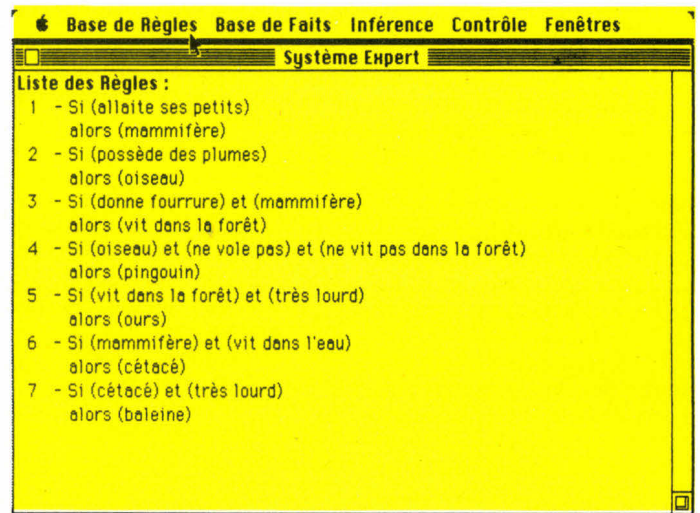 Base de Règles Base de Faits Inférence Contrôle Fenêtres
Système Expert
Liste des Règles :
1 - Si (allaite ses petits)
alors (mammifère)
2 - Si (possède des plumes)
alors (oiseau)
3 - Si (donne fourrure) et (mammifère)
alors (vit dans la forêt)
4 - Si (oiseau) et (ne vole pas) et (ne vit pas dans la forêt)
alors (pingouin)
5 - Si (vit dans la forêt) et (très lourd)
alors (ours)
6 - Si (mammifère) et (vit dans l'eau)
alors (cétacé)
7 - Si (cétacé) et (très lourd)
alors (baleine)